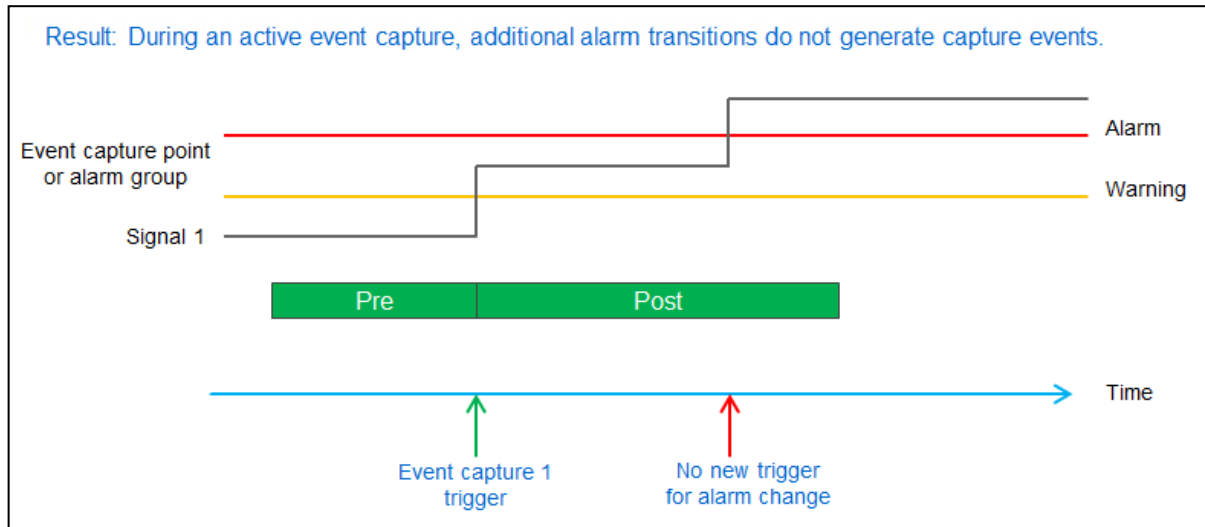 Result: During an active event capture, additional alarm transitions do not generate capture events.
Alarm
Event capture point
or alarm group
Warning
Signal 1
Pre
Post
Time
Event capture 1
trigger
No new trigger
for alarm change